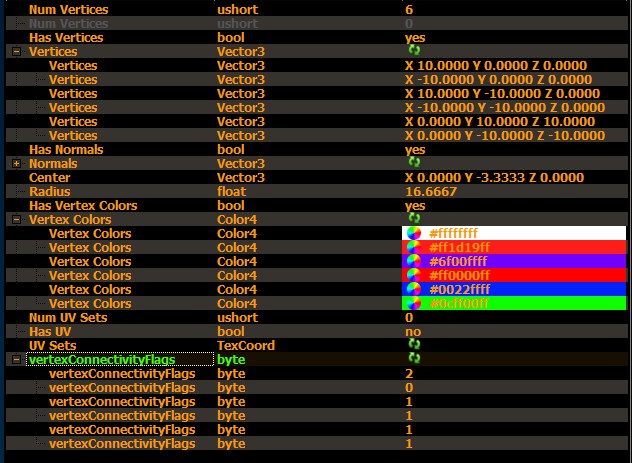 Num Vertices ushort 6
Num Vertices ushort 0
Has Vertices bool yes
Vertices Vector3
Vertices Vector3 X 10.0000 Y 0.0000 Z 0.0000
Vertices Vector3 X -10.0000 Y 0.0000 Z 0.0000
Vertices Vector3 X 10.0000 Y -10.0000 Z 0.0000
Vertices Vector3 X -10.0000 Y -10.0000 Z 0.0000
Vertices Vector3 X 0.0000 Y 10.0000 Z 10.0000
Vertices Vector3 X 0.0000 Y -10.0000 Z -10.0000
Has Normals bool yes
Normals Vector3
Center Vector3 X 0.0000 Y -3.3333 Z 0.0000
Radius float 16.6667
Has Vertex Colors bool yes
Vertex Colors Color4
Vertex Colors Color4 #ffffffff
Vertex Colors Color4 #ff1d19ff
Vertex Colors Color4 #6f00ffff
Vertex Colors Color4 #ff0000ff
Vertex Colors Color4 #0022ffff
Vertex Colors Color4 #0cff00ff
Num UV Sets ushort 0
Has UV bool no
UV Sets TexCoord
vertexConnectivityFlags byte
vertexConnectivityFlags byte 2
vertexConnectivityFlags byte 0
vertexConnectivityFlags byte 1
vertexConnectivityFlags byte 1
vertexConnectivityFlags byte 1
vertexConnectivityFlags byte 1